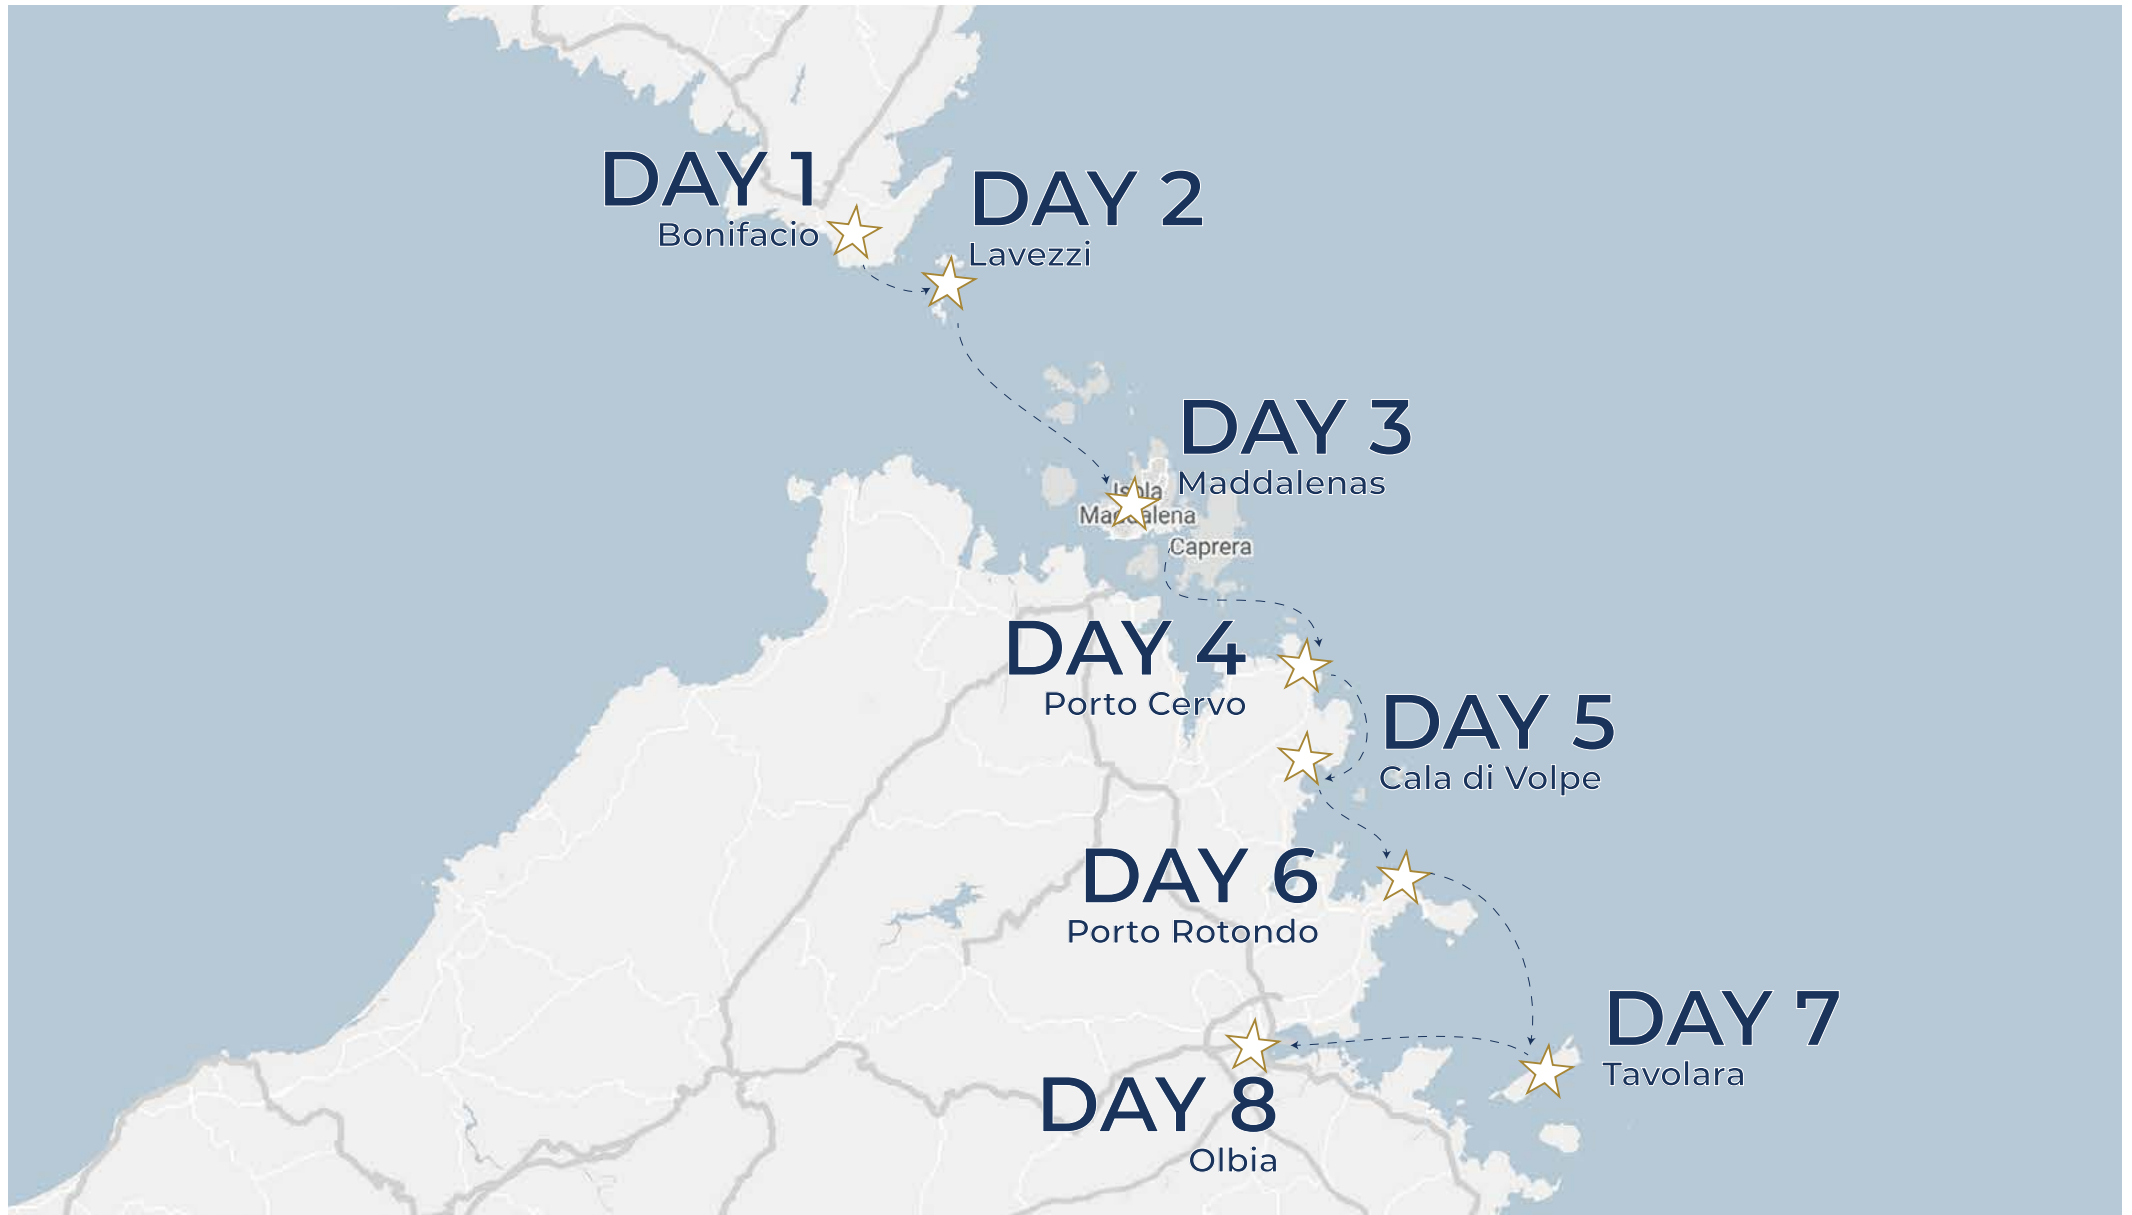 DAY 1
Bonifacio
DAY 2
Lavezzi
DAY 3
Maddalenas
Isola
Maddalena
Caprera
DAY 4
Porto Cervo
DAY 5
Cala di Volpe
DAY 6
Porto Rotondo
DAY 7
Tavolara
DAY 8
Olbia